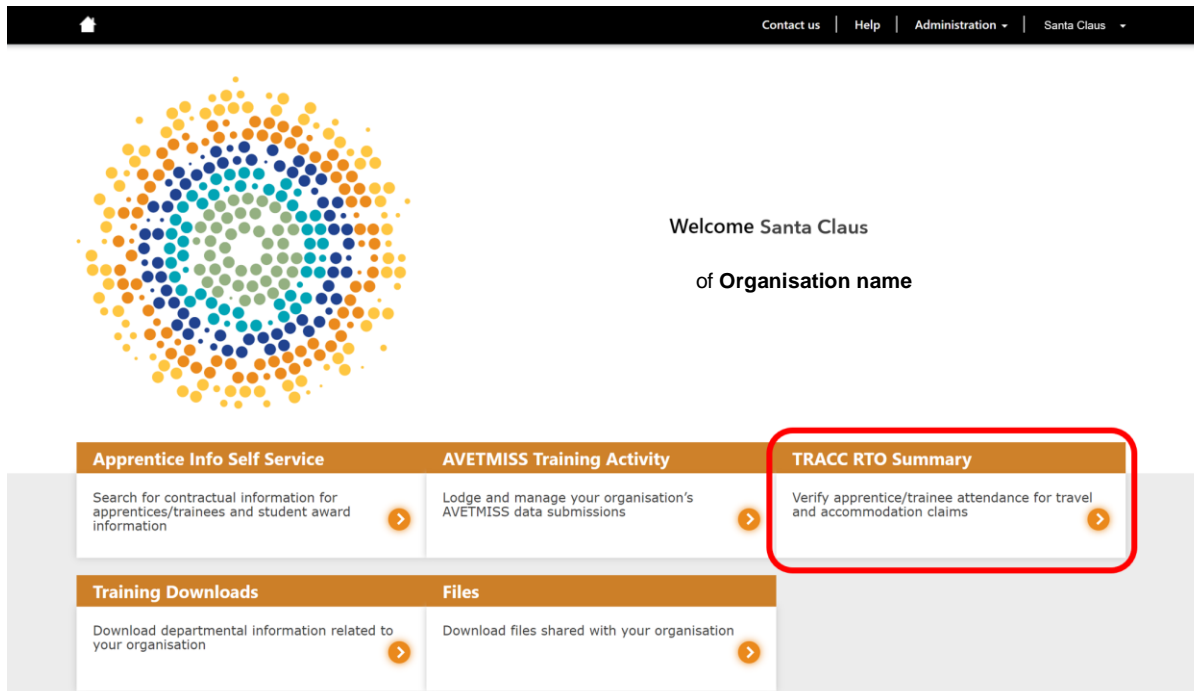 Contact us | Help | Administration | Santa Claus
Welcome Santa Claus
of Organisation name
Apprentice Info Self Service
Search for contractual information for
apprentices/trainees and student award
information
AVETMISS Training Activity
Lodge and manage your organisation's
AVETMISS data submissions
TRACC RTO Summary
Verify apprentice/trainee attendance for travel
and accommodation claims
Training Downloads
Download departmental information related to
your organisation
Files
Download files shared with your organisation